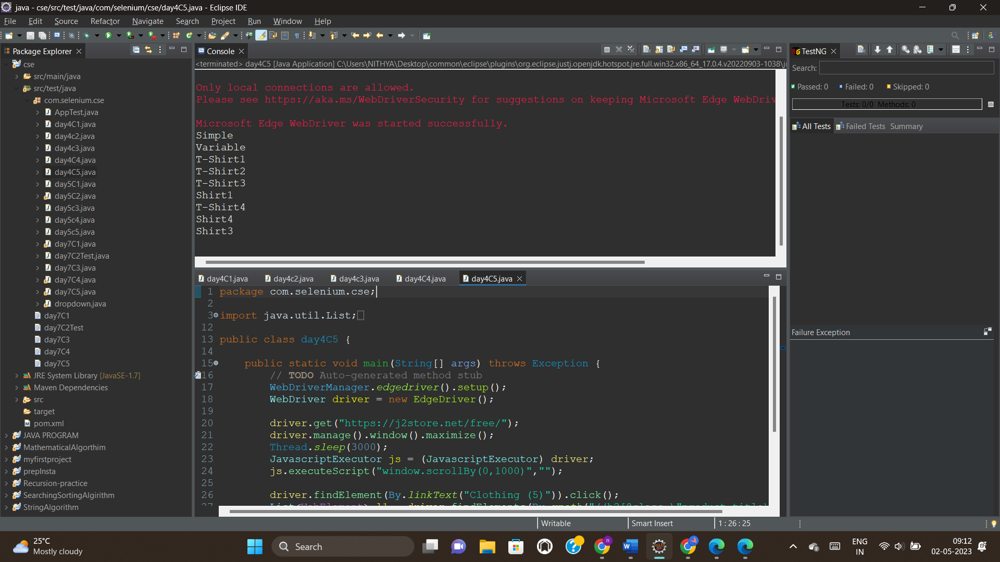 java - cse/src/test/java/com/selenium/cse/day4C5.java - Eclipse IDE
File Edit Source Refactor Navigate Search Project Run Window Help
Package Explorer
cse
src/main/java
src/test/java
com.selenium.cse
AppTest.java
day4C1.java
day4c2.java
day4c3.java
day4C4.java
day4C5.java
day5C1.java
day5C2.java
day5c3.java
day5c4.java
day5c5.java
day7C1.java
day7C2Test.java
day7C3.java
day7C4.java
day7C5.java
dropdown.java
day7C1
day7C2Test
day7C3
day7C4
day7C5
JRE System Library [JavaSE-1.7]
Maven Dependencies
src
target
pom.xml
JAVA PROGRAM
MathematicalAlgorthim
myfirstproject
prepInsta
Recursion-practice
SearchingSortingAlgirithm
StringAlgorithm
Console
<terminated> day4C5 [Java Application] C:\Users\NITHYA\Desktop\common\eclipse\plugins\org.eclipse.justj.openjdk.hotspot.jre.full.win32.x86_64_17.0.4.v20220903-1038\
Only local connections are allowed.
Please see https://aka.ms/WebDriverSecurity for suggestions on keeping Microsoft Edge WebDriv
Microsoft Edge WebDriver was started successfully.
Simple
Variable
T-Shirt1
T-Shirt2
T-Shirt3
Shirt1
T-Shirt4
Shirt4
Shirt3
day4C1.java day4c2.java day4c3.java day4C4.java day4C5.java
1 package com.selenium.cse;
2
3 import java.util.List;
12
13 public class day4C5 {
14
15 public static void main(String[] args) throws Exception {
16 // TODO Auto-generated method stub
17 WebDriverManager.edgedriver().setup();
18 WebDriver driver = new EdgeDriver();
19
20 driver.get("https://j2store.net/free/");
21 driver.manage().window().maximize();
22 Thread.sleep(3000);
23 JavascriptExecutor js = (JavascriptExecutor) driver;
24 js.executeScript("window.scrollBy(0,1000)","");
25
26 driver.findElement(By.linkText("Clothing (5)")).click();
TestNG
Search:
Passed: 0 Failed: 0 Skipped: 0
Tests: 0/0 Methods: 0
All Tests Failed Tests Summary
Failure Exception
Writable Smart Insert 1 : 26 : 25
25°C
Mostly cloudy
Search
ENG
IN
09:12
02-05-2023